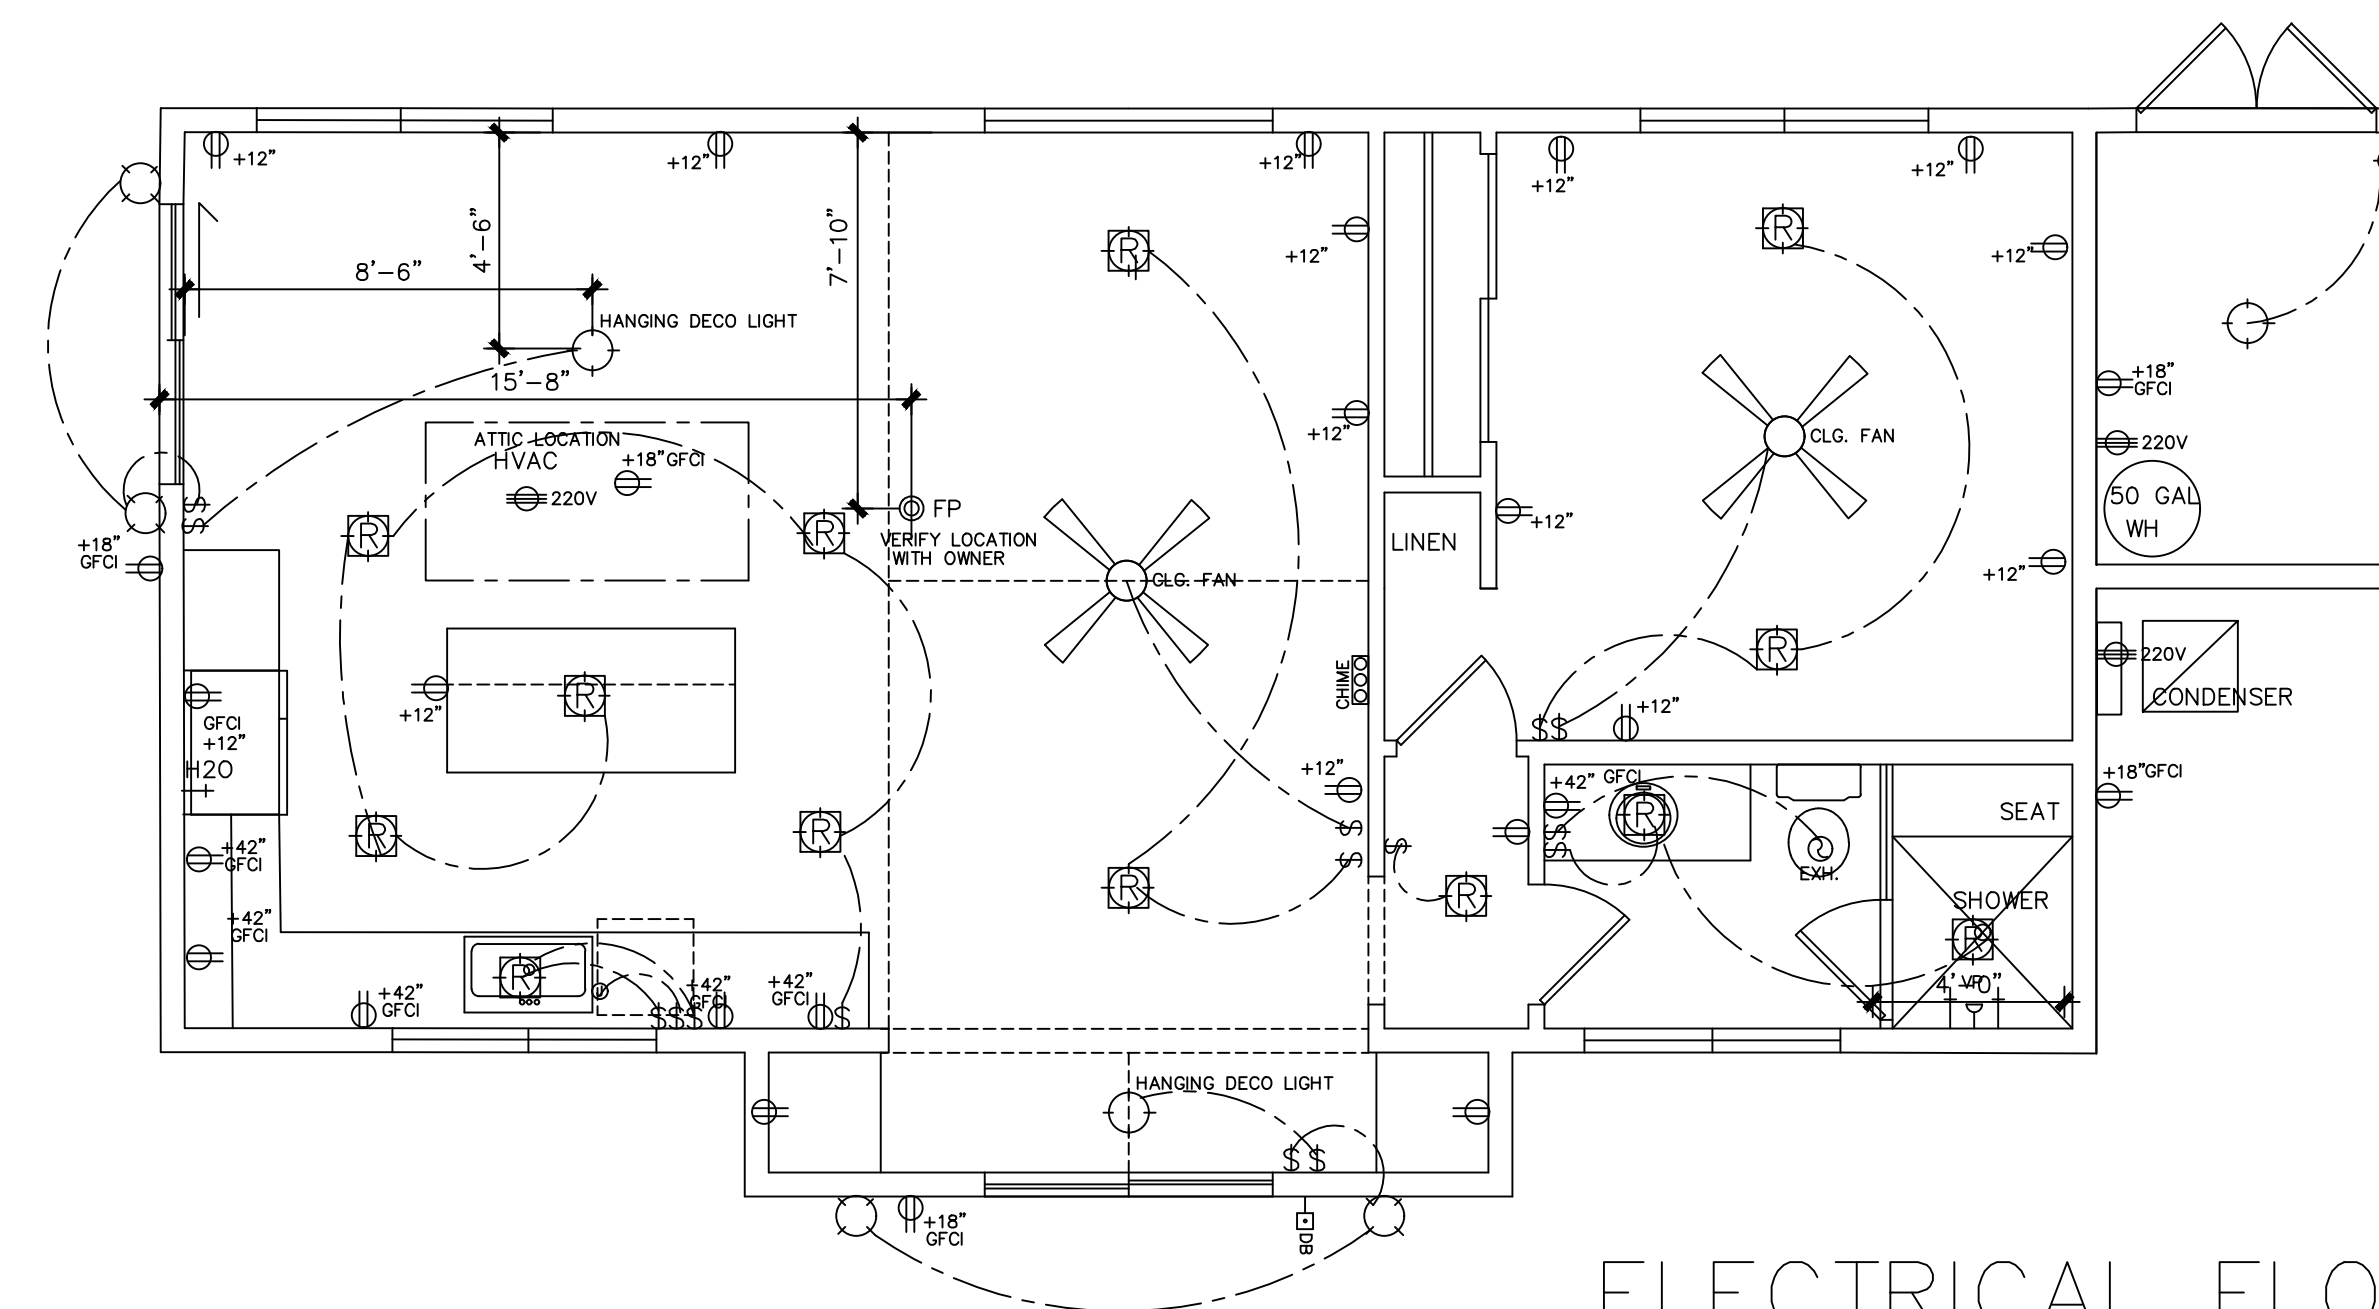 +12"
+12"
+12"
+12"
+12"
4'-6"
7'-10"
R
R
+12"
+12"
8'-6"
HANGING DECO LIGHT
15'-8"
+18"
GFCI
ATTIC LOCATION
HVAC
+18"GFCI
220V
+12"
CLG. FAN
220V
50 GAL
WH
$$
FP
R
R
VERIFY LOCATION
WITH OWNER
+12"
LINEN
+18"
GFCI
CLG. FAN
+12"
R
220V
CONDENSER
CHIME
R
+12"
GFCI
+12"
H2O
$$
+12"
+12"
+42"
GFCI
+18"GFCI
R
SEAT
R
R
$
$
$
$$
+42"
GFCI
EXH.
R
R
SHOWER
+42"
GFCI
R
R
VP
4'-0"
+42"
GFCI
$$$
+42"
GFCI
+42"
GFCI
$
HANGING DECO LIGHT
$$
+18"
GFCI
DB
ELECTRICAL FLO